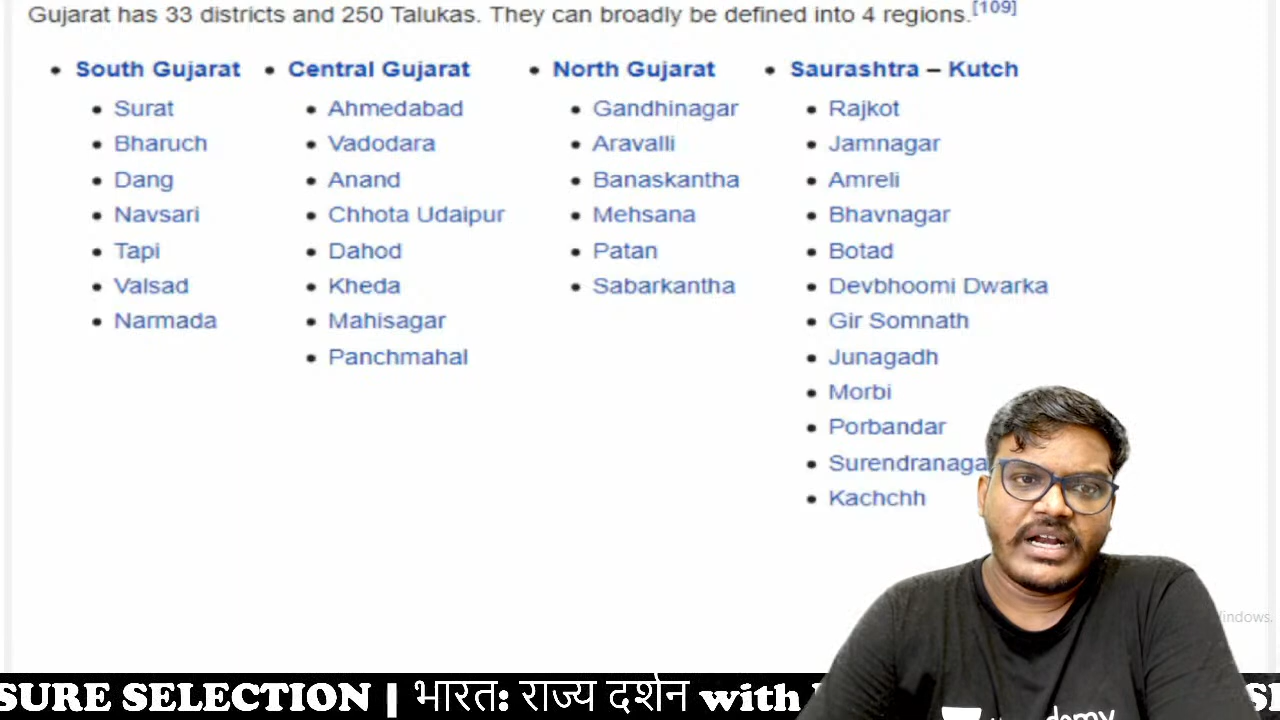 Gujarat has 33 districts and 250 Talukas. They can broadly be defined into 4 regions.[109]
• South Gujarat
• Surat
• Bharuch
• Dang
• Navsari
• Tapi
• Valsad
• Narmada
• Central Gujarat
• Ahmedabad
• Vadodara
• Anand
• Chhota Udaipur
• Dahod
• Kheda
• Mahisagar
• Panchmahal
• North Gujarat
• Gandhinagar
• Aravalli
• Banaskantha
• Mehsana
• Patan
• Sabarkantha
• Saurashtra – Kutch
• Rajkot
• Jamnagar
• Amreli
• Bhavnagar
• Botad
• Devbhoomi Dwarka
• Gir Somnath
• Junagadh
• Morbi
• Porbandar
• Surendranaga
• Kachchh
SURE SELECTION | भारत: राज्य दर्शन with